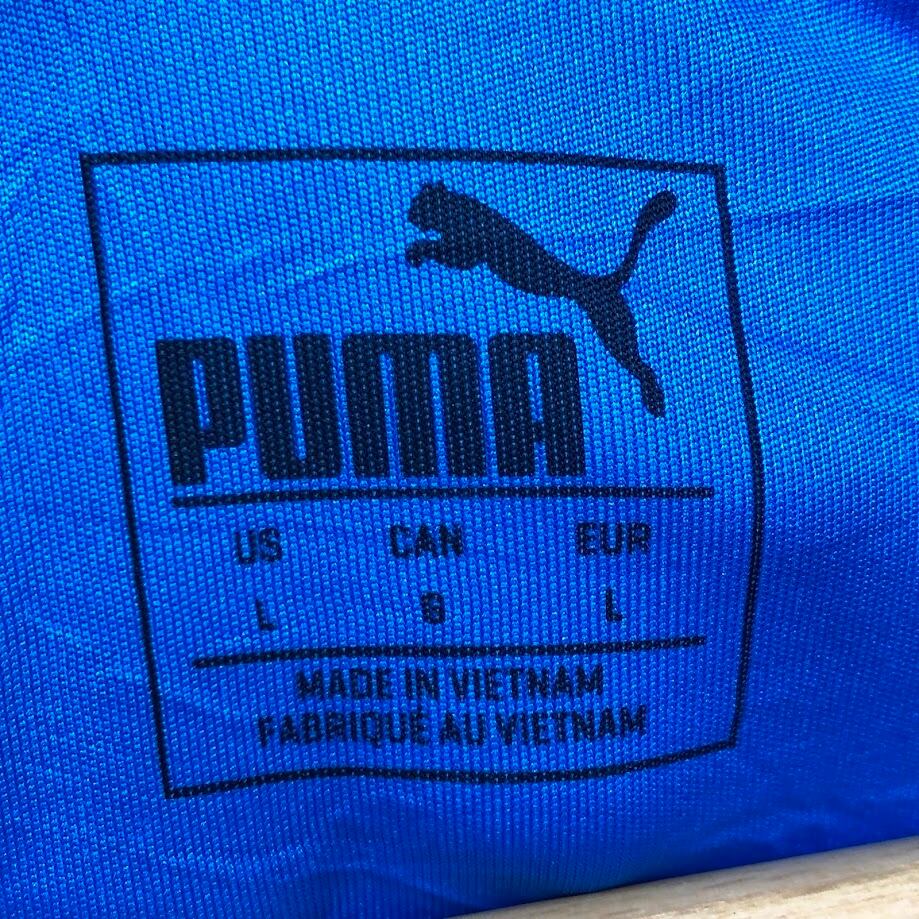 PUMA
US CAN EUR
L G L
MADE IN VIETNAM
FABRIQUÉ AU VIETNAM